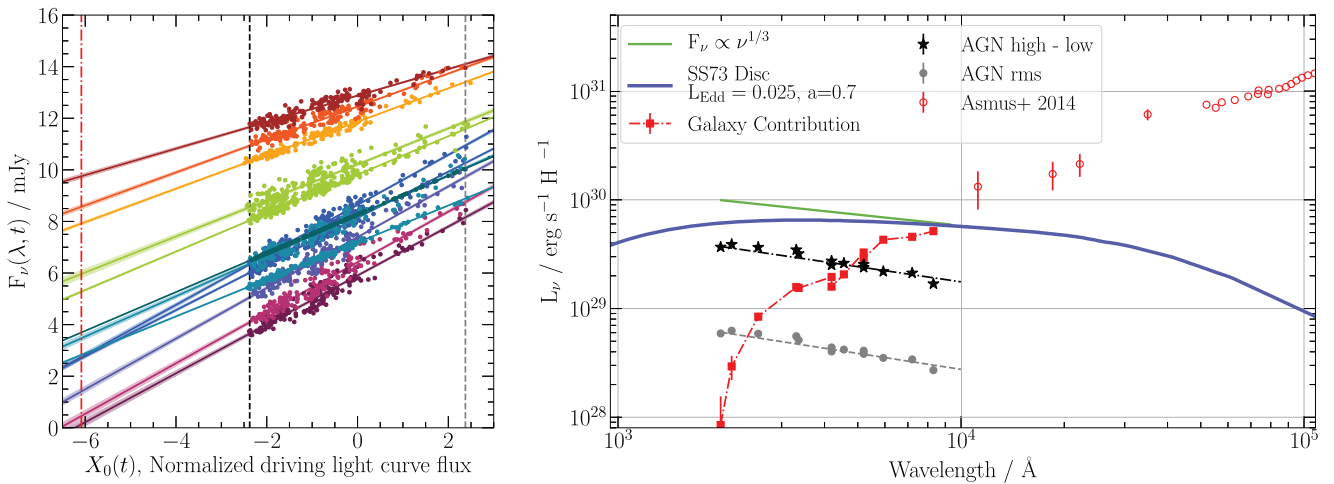 16
14
12
10
8
6
4
2
0
F_ν(λ, t) / mJy
−6
−4
−2
0
2
X_0(t), Normalized driving light curve flux
F_ν ∝ ν^{1/3}
SS73 Disc
L_Edd = 0.025, a=0.7
Galaxy Contribution
AGN high - low
AGN rms
Asmus+ 2014
10^31
10^30
10^29
10^28
L_ν / erg s^{−1} H^{−1}
10^3
10^4
10^5
Wavelength / Å